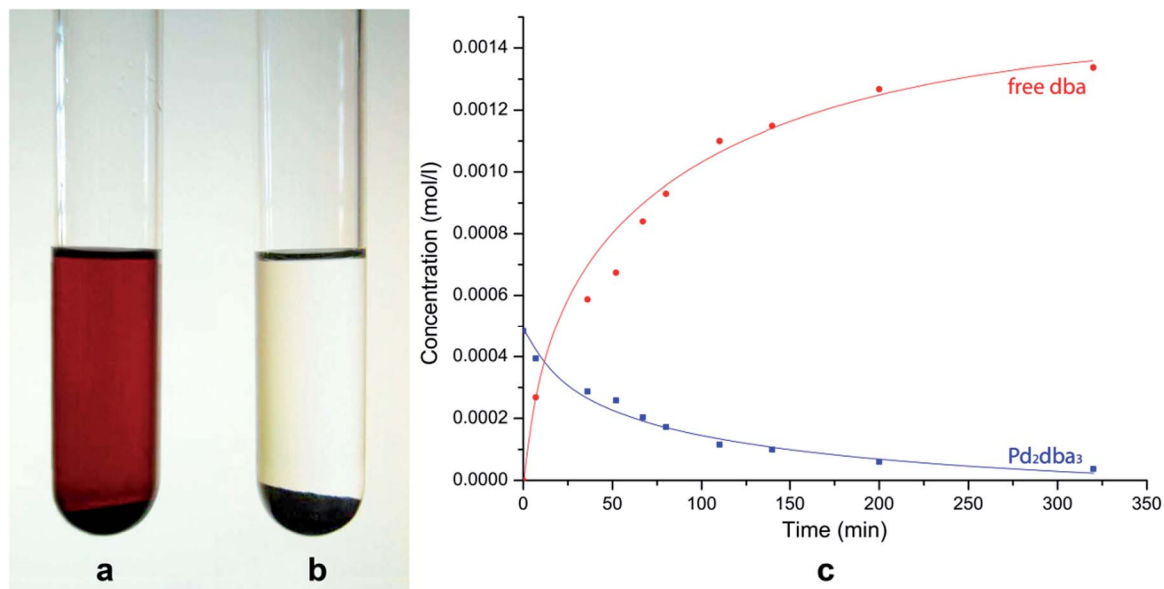 a
b
Concentration (mol/l)
0.0014
0.0012
0.0010
0.0008
0.0006
0.0004
0.0002
0.0000
free dba
Pd₂dba₃
0 50 100 150 200 250 300 350
Time (min)
c